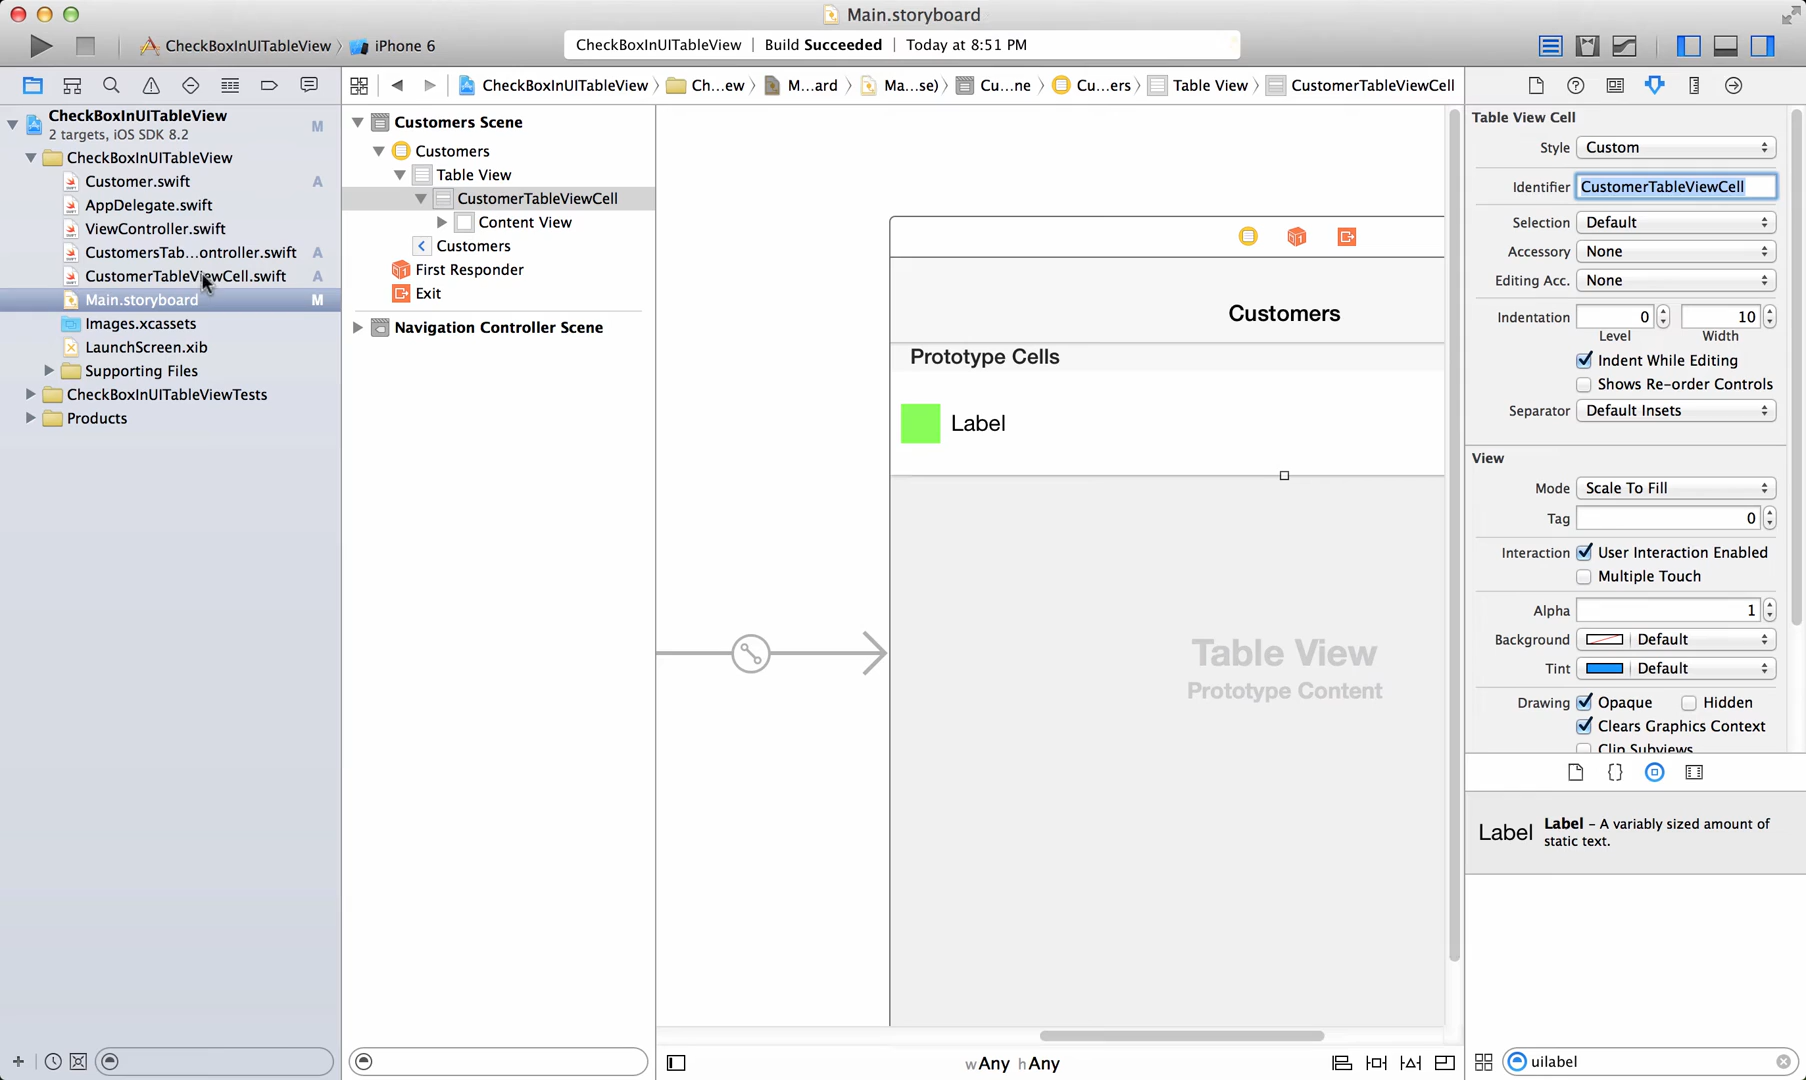 Main.storyboard
CheckBoxInUITableView
iPhone 6
CheckBoxInUITableView | Build Succeeded | Today at 8:51 PM
CheckBoxInUITableView
Ch...ew
M...ard
Ma...se)
Cu...ne
Cu...ers
Table View
CustomerTableViewCell
CheckBoxInUITableView
M
2 targets, iOS SDK 8.2
CheckBoxInUITableView
Customer.swift A
AppDelegate.swift
ViewController.swift
CustomersTab...ontroller.swift A
CustomerTableViewCell.swift A
Main.storyboard M
Images.xcassets
LaunchScreen.xib
Supporting Files
CheckBoxInUITableViewTests
Products
Customers Scene
Customers
Table View
CustomerTableViewCell
Content View
Customers
First Responder
Exit
Navigation Controller Scene
Customers
Prototype Cells
Label
Table View
Prototype Content
wAny hAny
Table View Cell
Style Custom
Identifier CustomerTableViewCell
Selection Default
Accessory None
Editing Acc. None
Indentation 0 10
Level Width
Indent While Editing
Shows Re-order Controls
Separator Default Insets
View
Mode Scale To Fill
Tag 0
Interaction User Interaction Enabled
Multiple Touch
Alpha 1
Background Default
Tint Default
Drawing Opaque Hidden
Clears Graphics Context
Clip Subviews
Label
Label – A variably sized amount of
static text.
uilabel